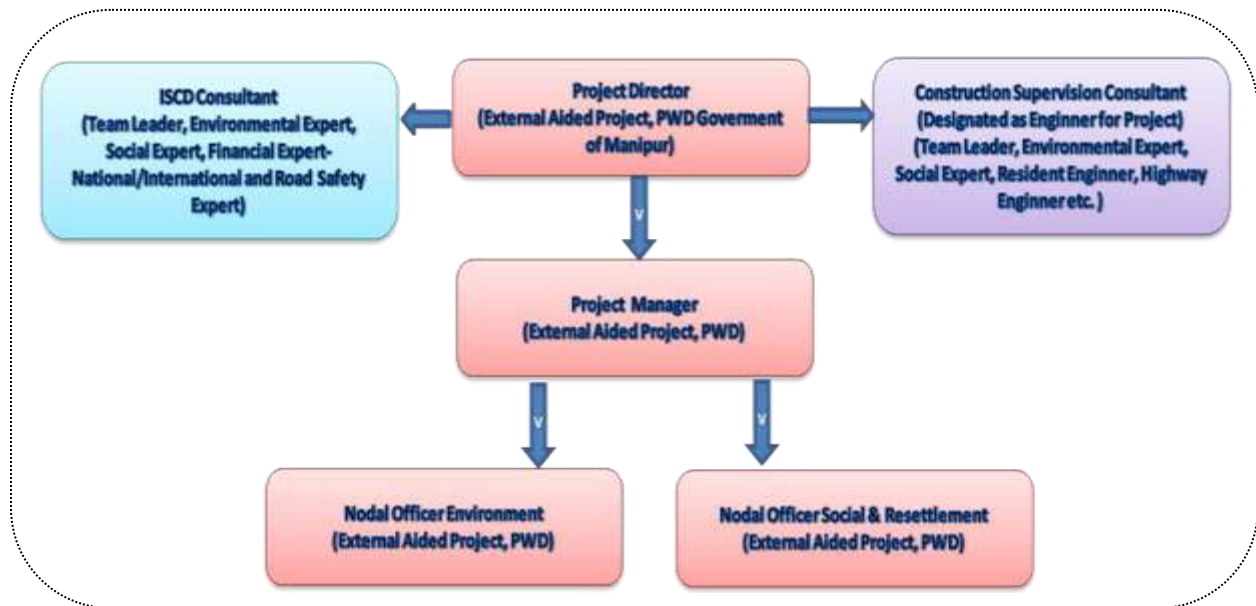 ISCD Consultant
(Team Leader, Environmental Expert,
Social Expert, Financial Expert-
National/International and Road Safety
Expert)
Project Director
(External Aided Project, PWD Goverment
of Manipur)
Construction Supervision Consultant
(Designated as Enginner for Project)
(Team Leader, Environmental Expert,
Social Expert, Resident Enginner, Highway
Enginner etc. )
V
Project Manager
(External Aided Project, PWD)
V
V
Nodal Officer Environment
(External Aided Project, PWD)
Nodal Officer Social & Resettlement
(External Aided Project, PWD)